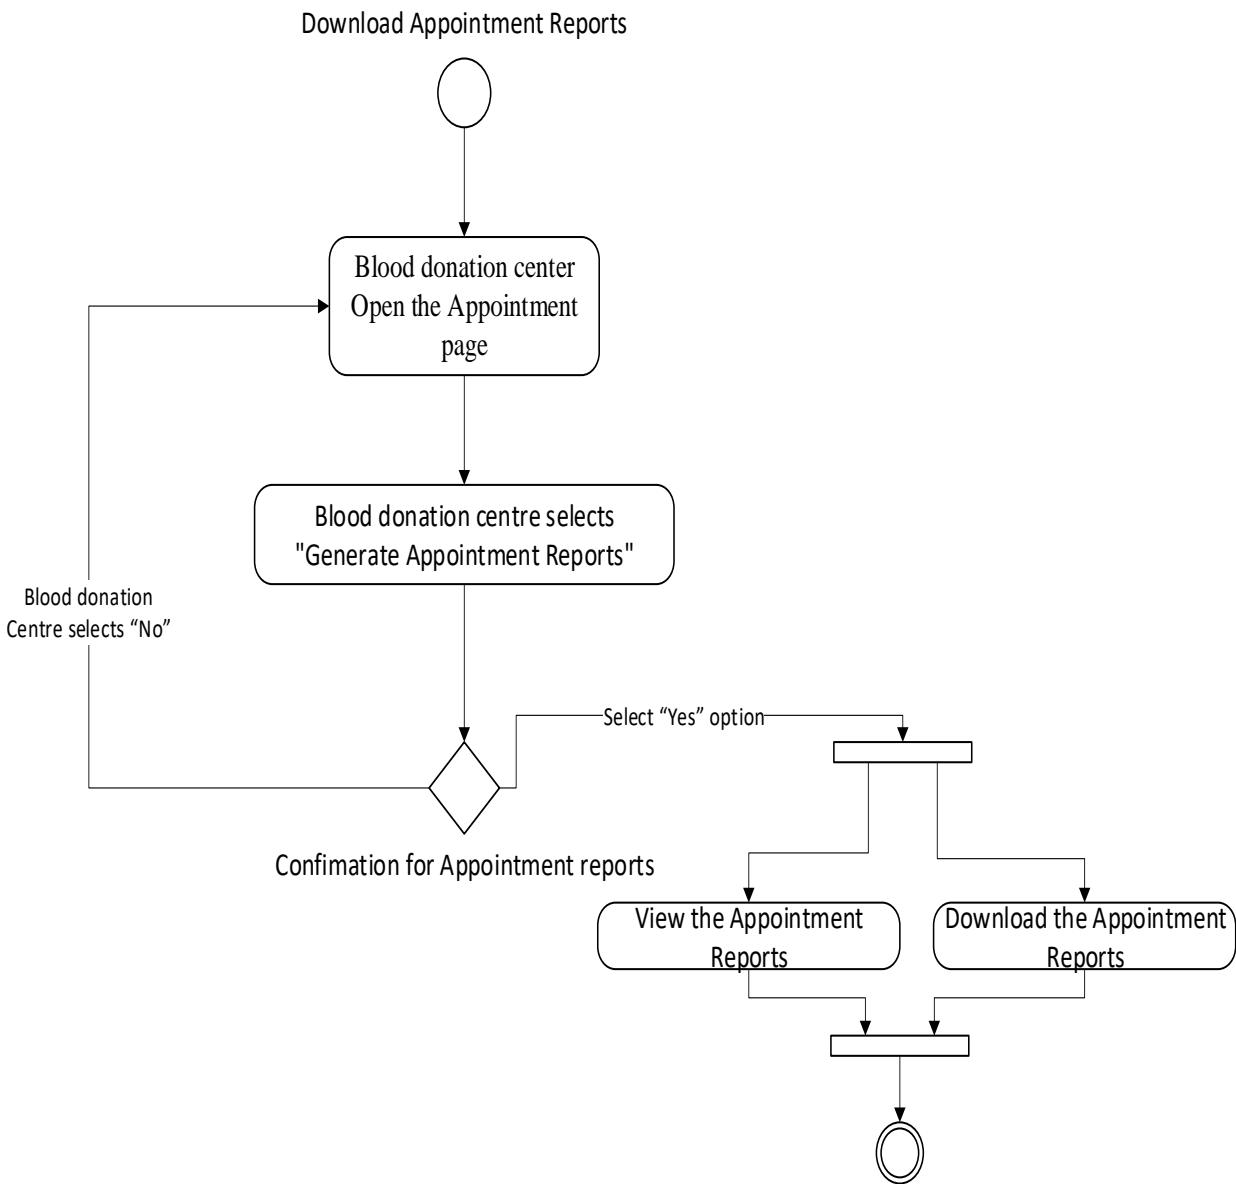 Download Appointment Reports
Blood donation center
Open the Appointment
page
Blood donation centre selects
"Generate Appointment Reports"
Blood donation
Centre selects “No”
Select “Yes” option
Confimation for Appointment reports
View the Appointment
Reports
Download the Appointment
Reports